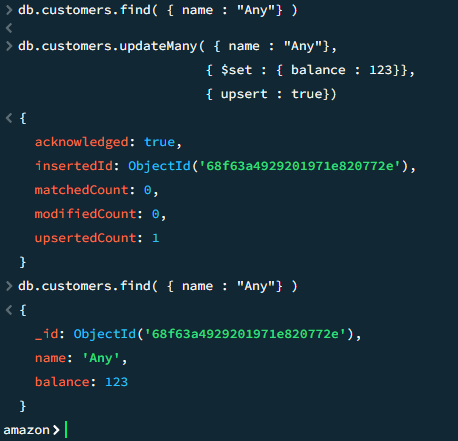 > db.customers.find( { name : "Any"} )
<
> db.customers.updateMany( { name : "Any"},
{ $set : { balance : 123}},
{ upsert : true})
< {
acknowledged: true,
insertedId: ObjectId('68f63a4929201971e820772e'),
matchedCount: 0,
modifiedCount: 0,
upsertedCount: 1
}
> db.customers.find( { name : "Any"} )
< {
_id: ObjectId('68f63a4929201971e820772e'),
name: 'Any',
balance: 123
}
amazon>